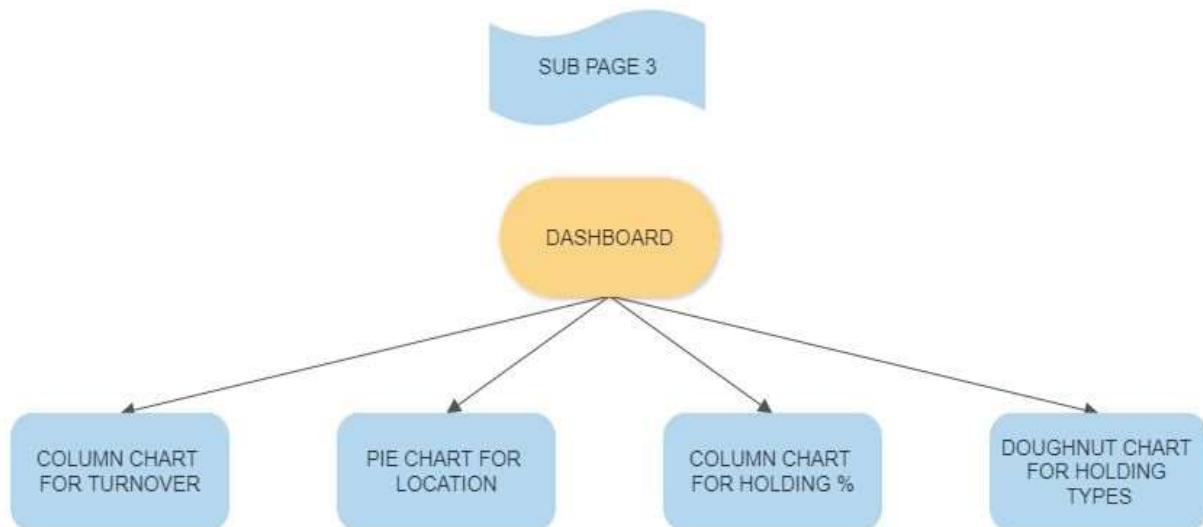 SUB PAGE 3
DASHBOARD
COLUMN CHART
FOR TURNOVER
PIE CHART FOR
LOCATION
COLUMN CHART
FOR HOLDING %
DOUGHNUT CHART
FOR HOLDING
TYPES